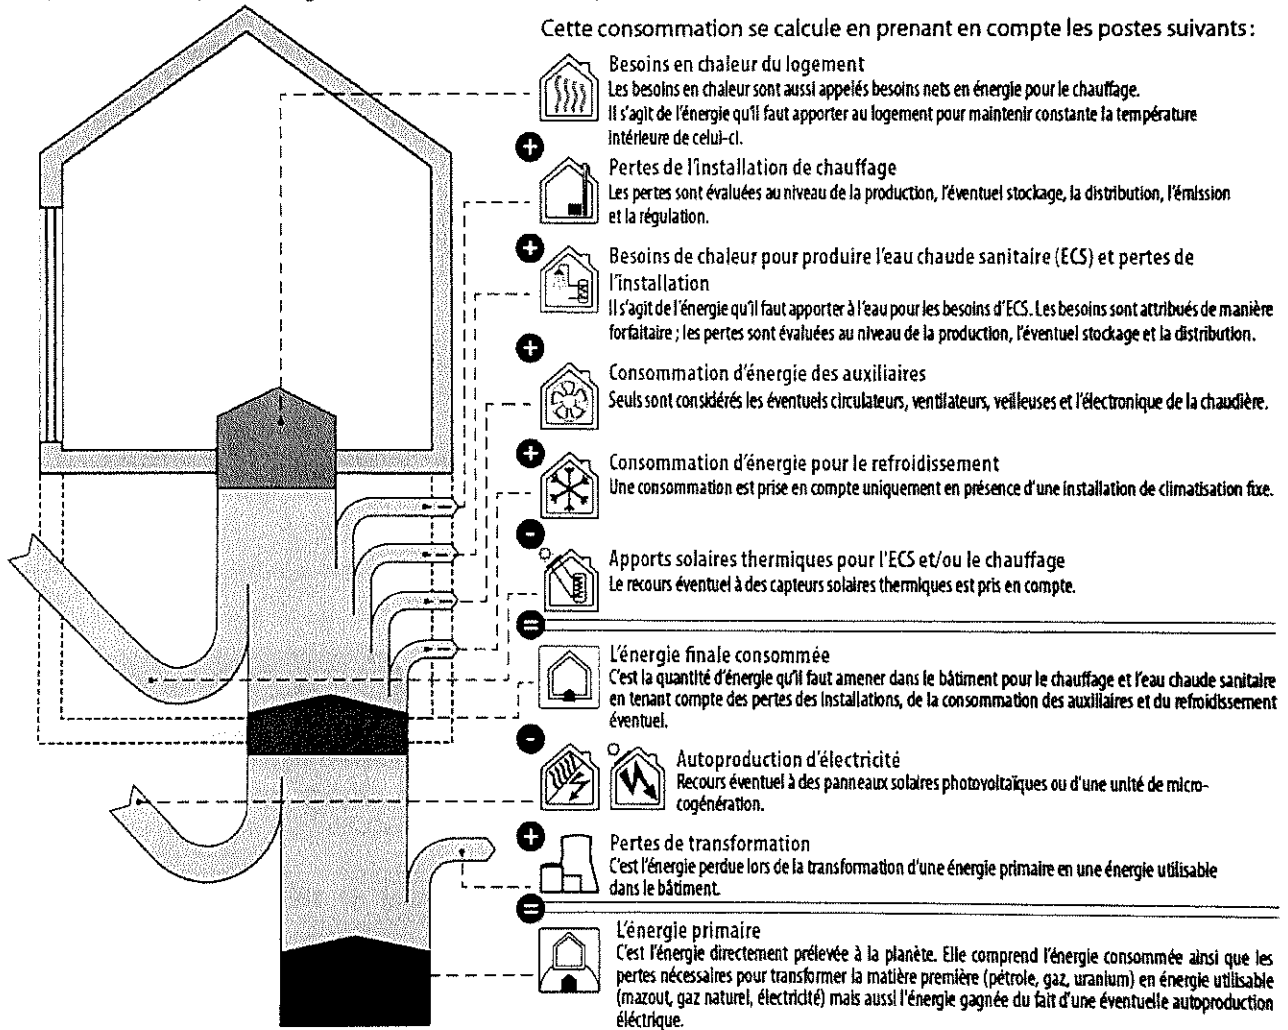 Cette consommation se calcule en prenant en compte les postes suivants :
Besoins en chaleur du logement
Les besoins en chaleur sont aussi appelés besoins nets en énergie pour le chauffage.
Il s'agit de l'énergie qu'il faut apporter au logement pour maintenir constante la température
intérieure de celui-ci.
+
Pertes de l'installation de chauffage
Les pertes sont évaluées au niveau de la production, l'éventuel stockage, la distribution, l'émission
et la régulation.
+
Besoins de chaleur pour produire l'eau chaude sanitaire (ECS) et pertes de
l'installation
Il s'agit de l'énergie qu'il faut apporter à l'eau pour les besoins d'ECS. Les besoins sont attribués de manière
forfaitaire ; les pertes sont évaluées au niveau de la production, l'éventuel stockage et la distribution.
+
Consommation d'énergie des auxiliaires
Seuls sont considérés les éventuels circulateurs, ventilateurs, veilleuses et l'électronique de la chaudière.
+
Consommation d'énergie pour le refroidissement
Une consommation est prise en compte uniquement en présence d'une installation de climatisation fixe.
-
Apports solaires thermiques pour l'ECS et/ou le chauffage
Le recours éventuel à des capteurs solaires thermiques est pris en compte.
=
L'énergie finale consommée
C'est la quantité d'énergie qu'il faut amener dans le bâtiment pour le chauffage et l'eau chaude sanitaire
en tenant compte des pertes des installations, de la consommation des auxiliaires et du refroidissement
éventuel.
-
Autoproduction d'électricité
Recours éventuel à des panneaux solaires photovoltaïques ou d'une unité de micro-
cogénération.
+
Pertes de transformation
C'est l'énergie perdue lors de la transformation d'une énergie primaire en une énergie utilisable
dans le bâtiment.
=
L'énergie primaire
C'est l'énergie directement prélevée à la planète. Elle comprend l'énergie consommée ainsi que les
pertes nécessaires pour transformer la matière première (pétrole, gaz, uranium) en énergie utilisable
(mazout, gaz naturel, électricité) mais aussi l'énergie gagnée du fait d'une éventuelle autoproduction
éléctrique.